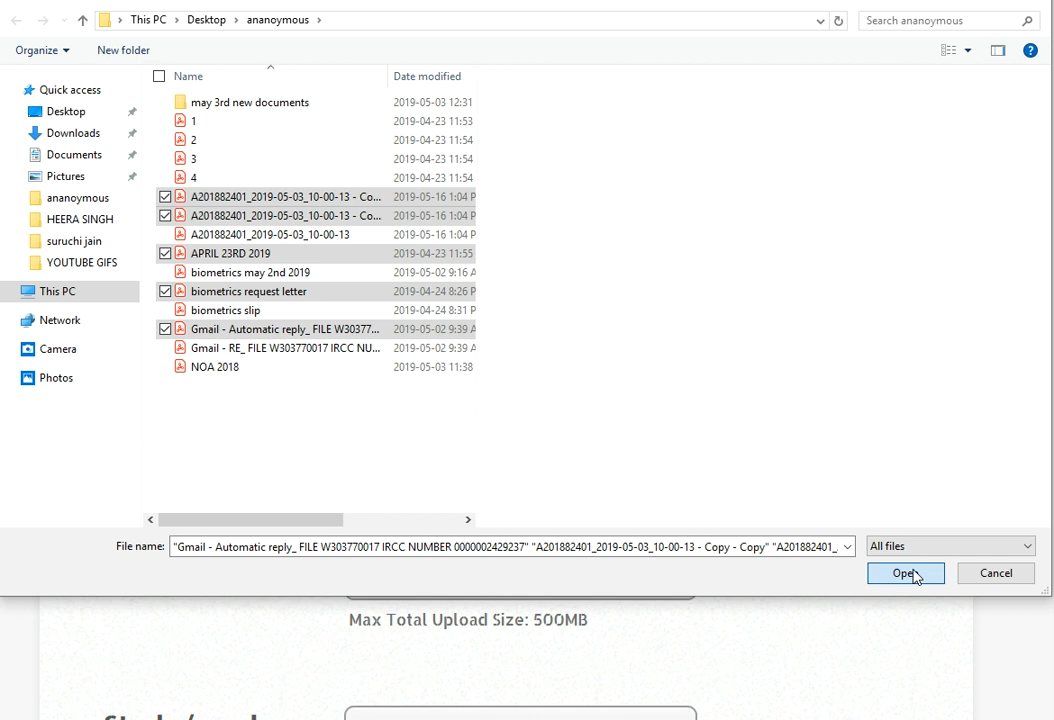 This PC > Desktop > ananoymous >
Search ananoymous
Organize
New folder
Name
Date modified
Quick access
Desktop
Downloads
Documents
Pictures
ananoymous
HEERA SINGH
suruchi jain
YOUTUBE GIFS
This PC
Network
Camera
Photos
may 3rd new documents 2019-05-03 12:31
1 2019-04-23 11:53
2 2019-04-23 11:54
3 2019-04-23 11:54
4 2019-04-23 11:54
A201882401_2019-05-03_10-00-13 - Co... 2019-05-16 1:04 P
A201882401_2019-05-03_10-00-13 - Co... 2019-05-16 1:04 P
A201882401_2019-05-03_10-00-13 2019-05-16 1:04 P
APRIL 23RD 2019 2019-04-23 11:55
biometrics may 2nd 2019 2019-05-02 9:16 A
biometrics request letter 2019-04-24 8:26 P
biometrics slip 2019-04-24 8:31 P
Gmail - Automatic reply_ FILE W30377... 2019-05-02 9:39 A
Gmail - RE_ FILE W303770017 IRCC NU... 2019-05-02 9:39 A
NOA 2018 2019-05-03 11:38
File name: "Gmail - Automatic reply_ FILE W303770017 IRCC NUMBER 0000002429237" "A201882401_2019-05-03_10-00-13 - Copy - Copy" "A201882401_
All files
Open
Cancel
Max Total Upload Size: 500MB